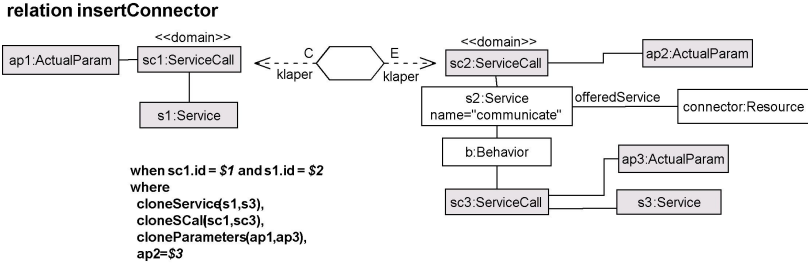 relation insertConnector
<<domain>>
ap1:ActualParam
sc1:ServiceCall
s1:Service
C
E
klaper
klaper
<<domain>>
sc2:ServiceCall
ap2:ActualParam
s2:Service
name="communicate"
offeredService
connector:Resource
b:Behavior
ap3:ActualParam
sc3:ServiceCall
s3:Service
when sc1.id = $1 and s1.id = $2
where
cloneService(s1,s3),
cloneSCal(sc1,sc3),
cloneParameters(ap1,ap3),
ap2=$3